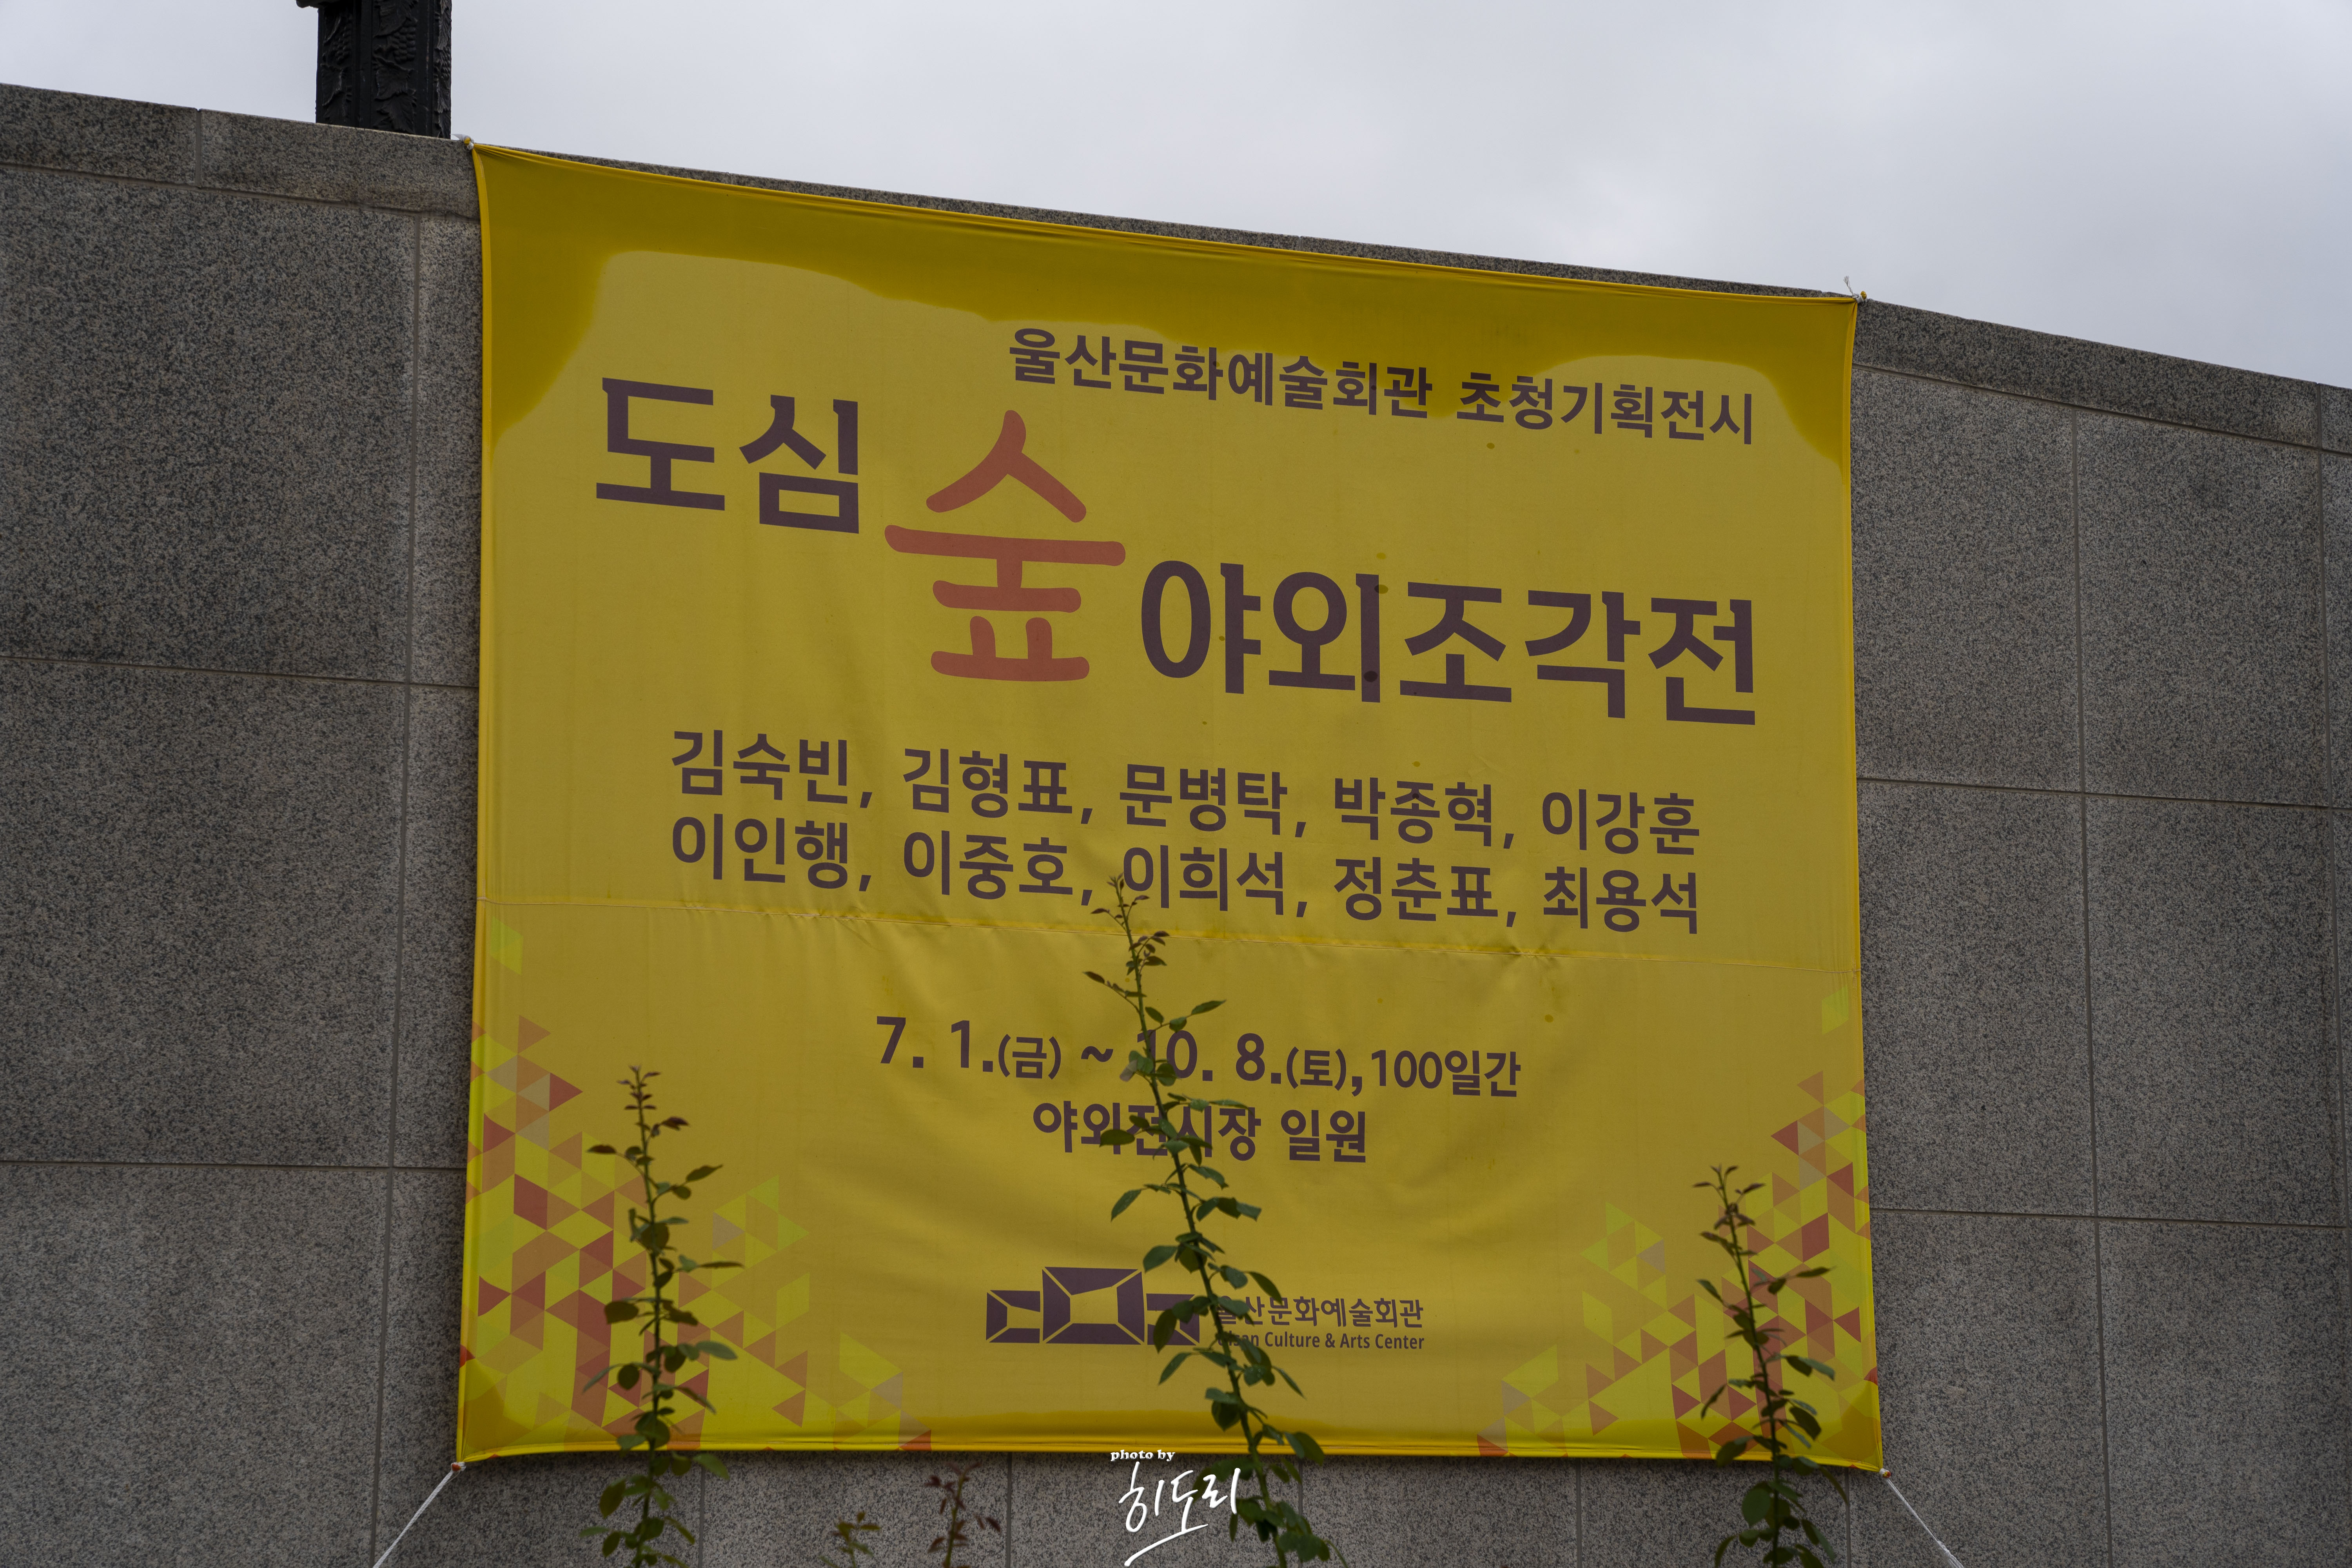 울산문화예술회관 초청기획전시
도심숲야외조각전
김숙빈, 김형표, 문병탁, 박종혁, 이강훈
이인행, 이중호, 이희석, 정춘표, 최용석
7. 1.(금) ~ 10. 8.(토), 100일간
야외전시장 일원
울산문화예술회관
Ulsan Culture & Arts Center
photo by
히도리